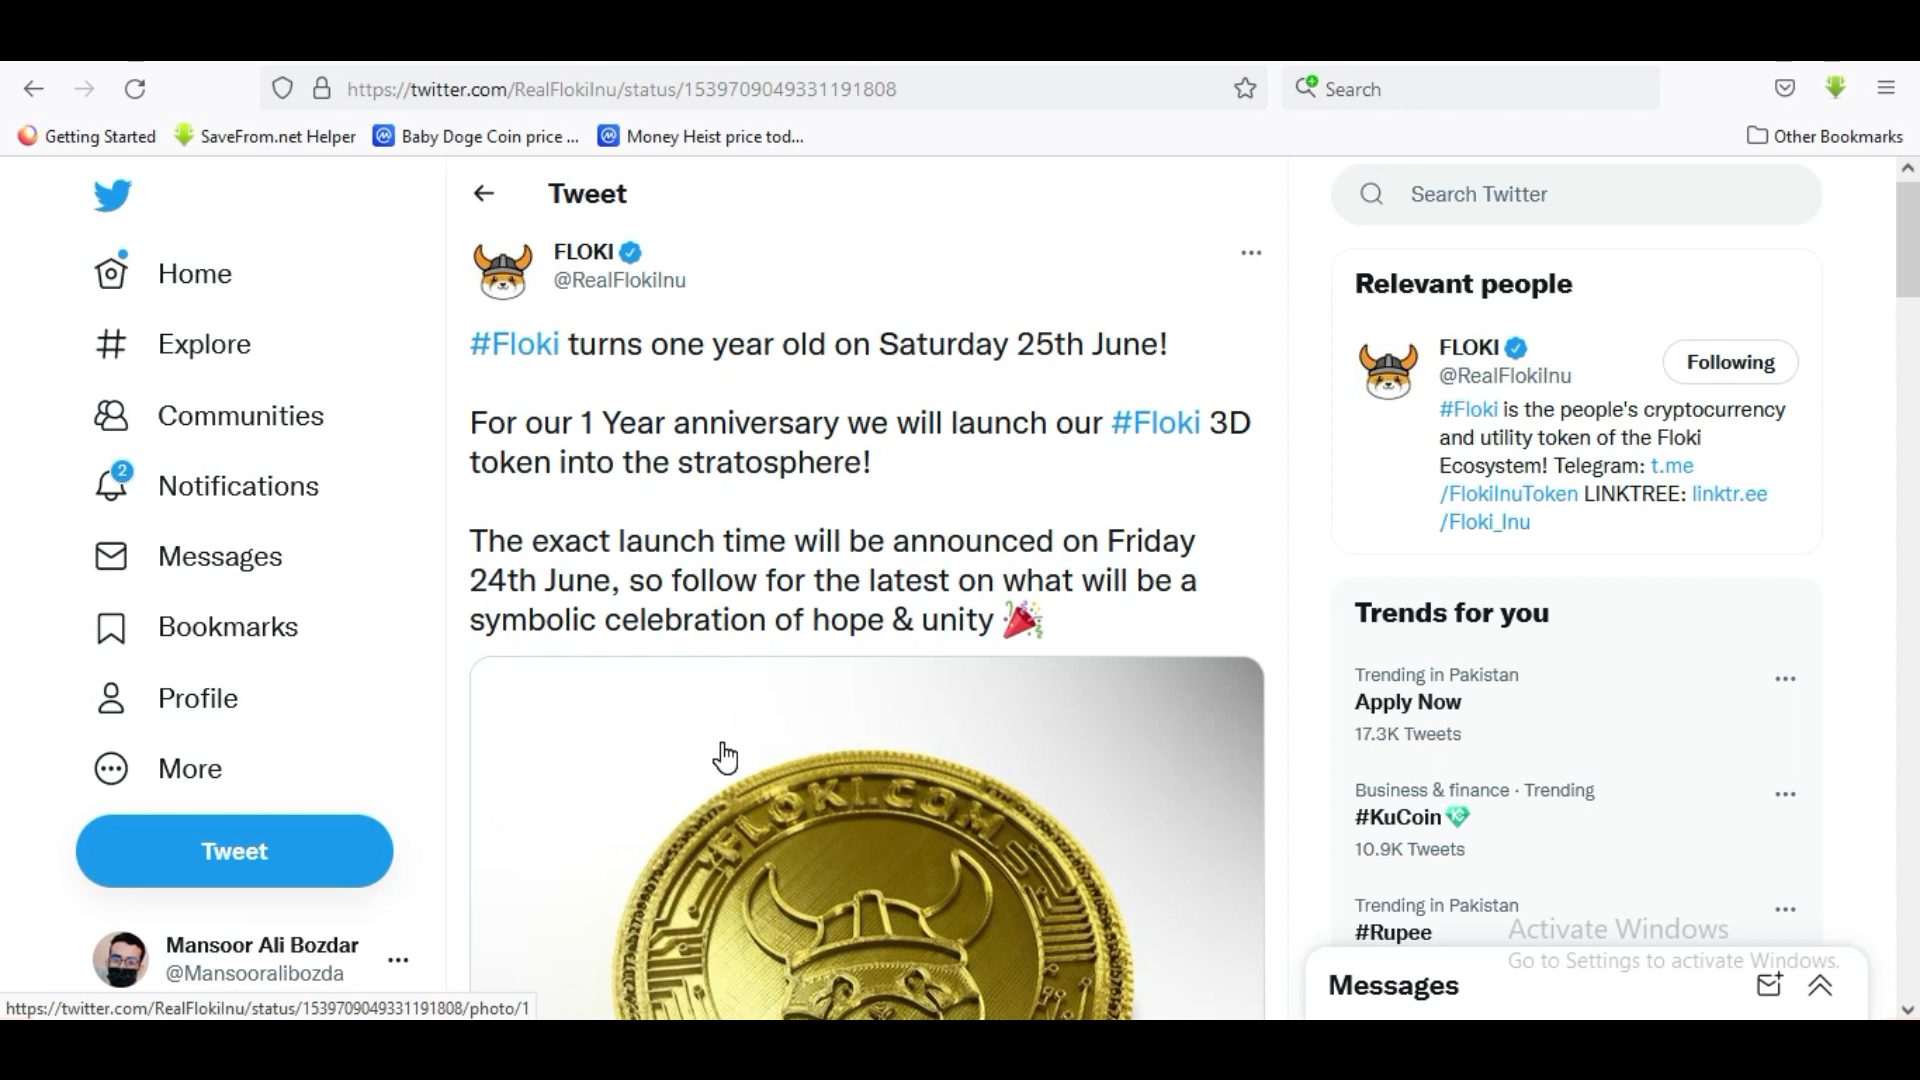 https://twitter.com/RealFlokiInu/status/1539709049331191808
Search
Getting Started
SaveFrom.net Helper
Baby Doge Coin price ...
Money Heist price tod...
Other Bookmarks
Home
Explore
Communities
2
Notifications
Messages
Bookmarks
Profile
More
Tweet
Mansoor Ali Bozdar
@Mansooralibozda
https://twitter.com/RealFlokiInu/status/1539709049331191808/photo/1
Tweet
FLOKI
@RealFlokiInu
#Floki turns one year old on Saturday 25th June!
For our 1 Year anniversary we will launch our #Floki 3D
token into the stratosphere!
The exact launch time will be announced on Friday
24th June, so follow for the latest on what will be a
symbolic celebration of hope & unity 🎉
#FLOKI.COM
Search Twitter
Relevant people
FLOKI
@RealFlokiInu
Following
#Floki is the people's cryptocurrency
and utility token of the Floki
Ecosystem! Telegram: t.me
/FlokiInuToken LINKTREE: linktr.ee
/Floki_Inu
Trends for you
Trending in Pakistan
Apply Now
17.3K Tweets
Business & finance · Trending
#KuCoin
10.9K Tweets
Trending in Pakistan
#Rupee
Activate Windows
Go to Settings to activate Windows.
Messages